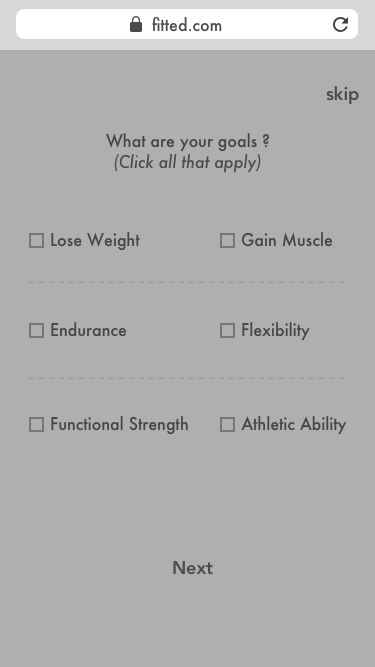 fitted.com
skip
What are your goals ?
(Click all that apply)
Lose Weight
Gain Muscle
Endurance
Flexibility
Functional Strength
Athletic Ability
Next